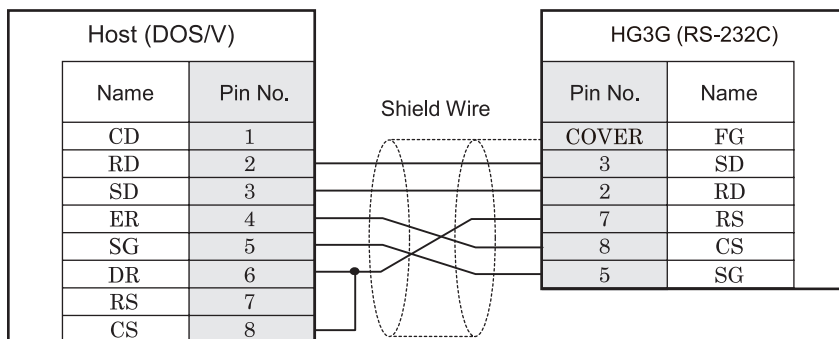 Host (DOS/V)
HG3G (RS-232C)
Name Pin No.
Shield Wire
Pin No. Name
CD 1
COVER FG
RD 2
3 SD
SD 3
2 RD
ER 4
7 RS
SG 5
8 CS
DR 6
5 SG
RS 7
CS 8